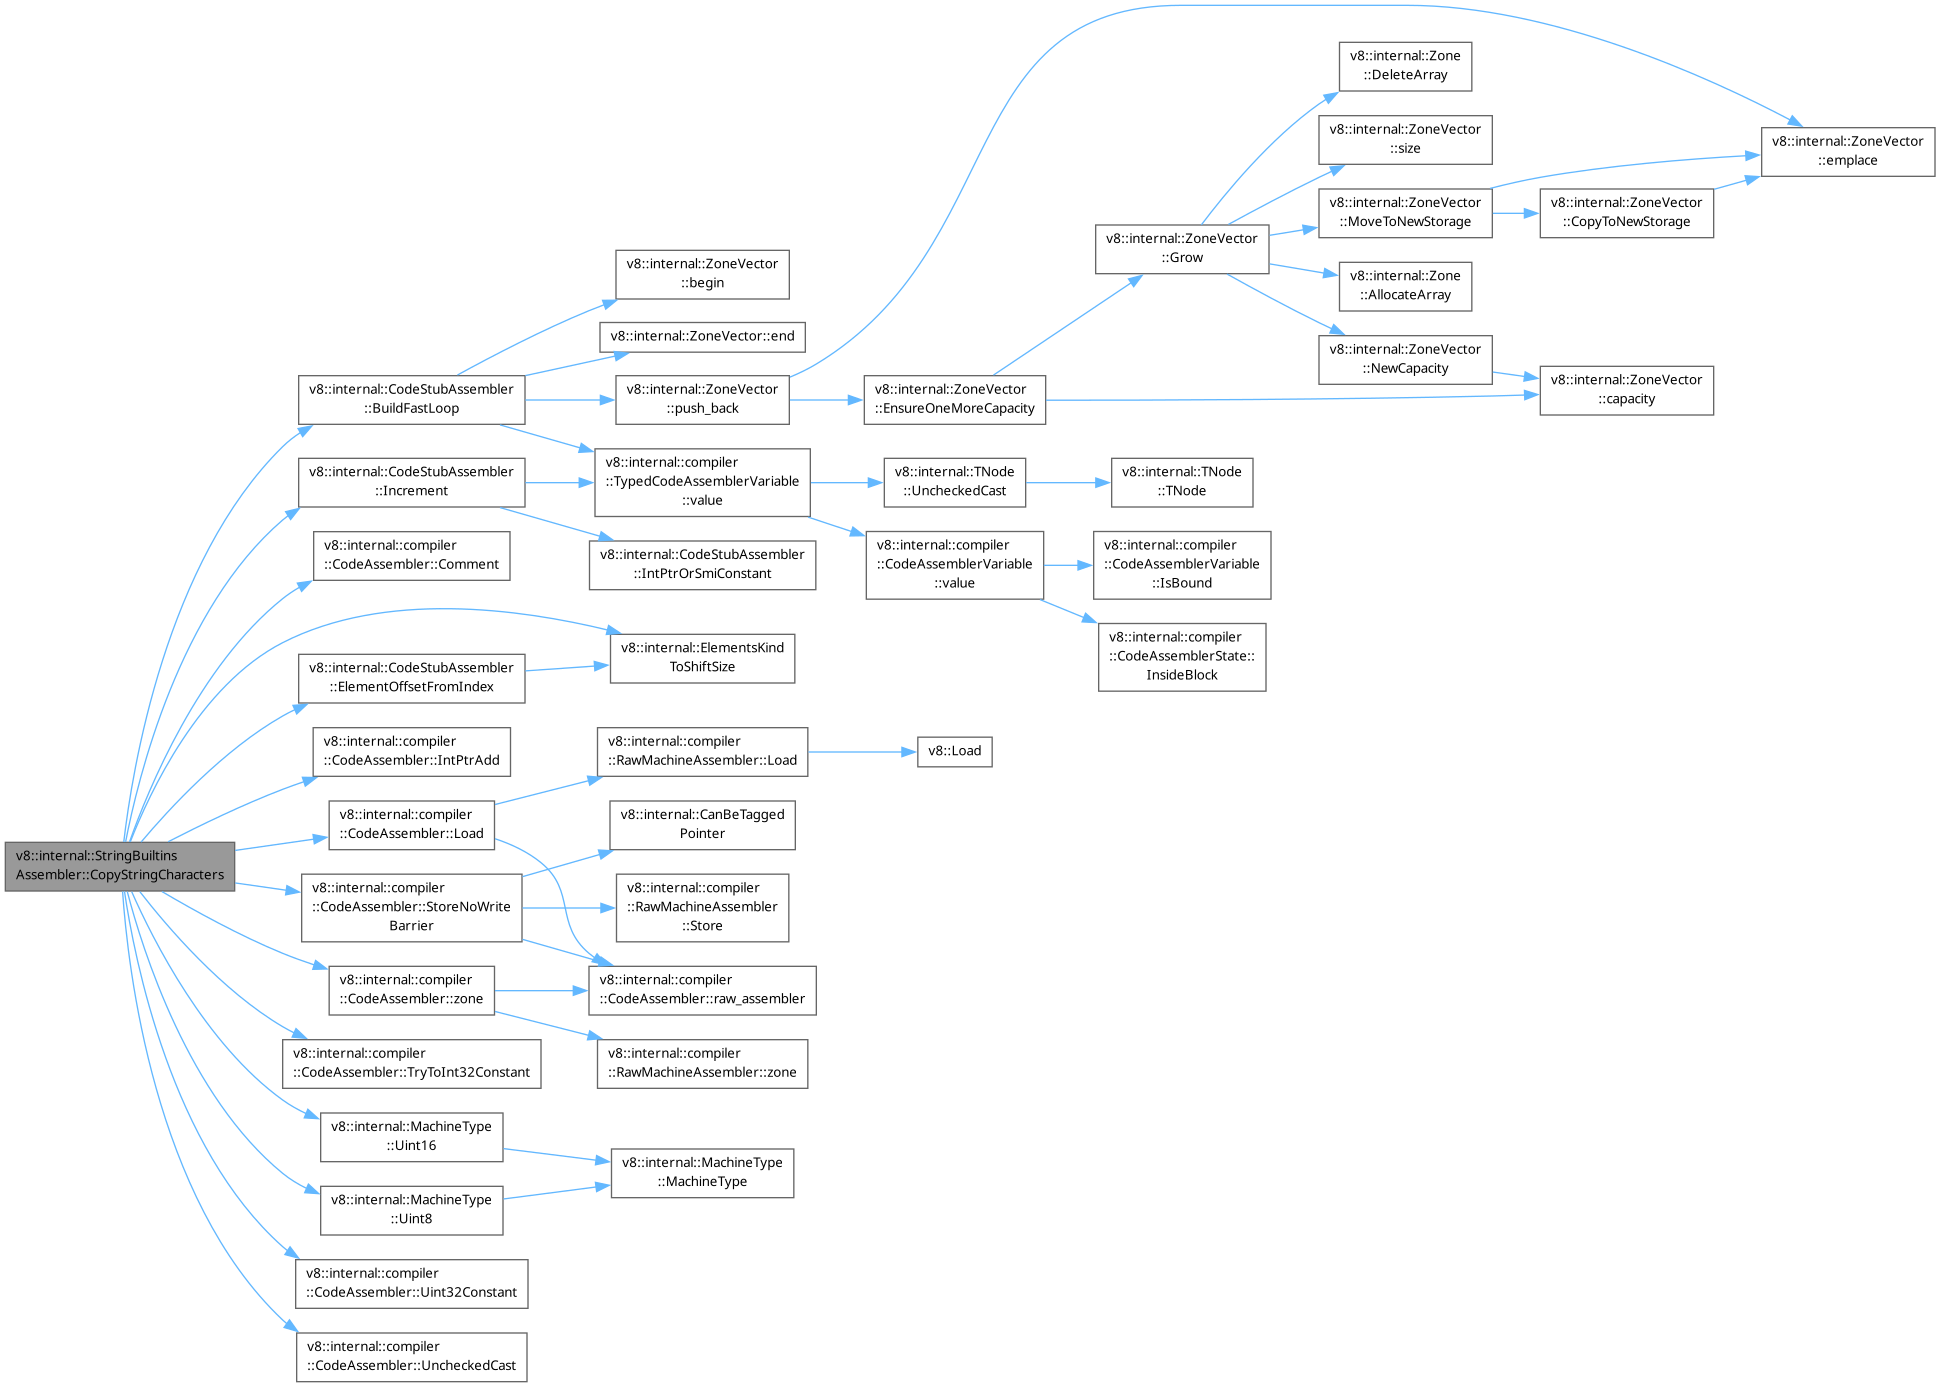 v8::internal::StringBuiltins
Assembler::CopyStringCharacters
v8::internal::CodeStubAssembler
::BuildFastLoop
v8::internal::ZoneVector
::begin
v8::internal::ZoneVector::end
v8::internal::ZoneVector
::push_back
v8::internal::ZoneVector
::EnsureOneMoreCapacity
v8::internal::ZoneVector
::Grow
v8::internal::Zone
::DeleteArray
v8::internal::ZoneVector
::size
v8::internal::ZoneVector
::MoveToNewStorage
v8::internal::Zone
::AllocateArray
v8::internal::ZoneVector
::NewCapacity
v8::internal::ZoneVector
::CopyToNewStorage
v8::internal::ZoneVector
::emplace
v8::internal::ZoneVector
::capacity
v8::internal::compiler
::TypedCodeAssemblerVariable
::value
v8::internal::TNode
::UncheckedCast
v8::internal::TNode
::TNode
v8::internal::compiler
::CodeAssemblerVariable
::value
v8::internal::compiler
::CodeAssemblerVariable
::IsBound
v8::internal::compiler
::CodeAssemblerState::
InsideBlock
v8::internal::CodeStubAssembler
::Increment
v8::internal::CodeStubAssembler
::IntPtrOrSmiConstant
v8::internal::compiler
::CodeAssembler::Comment
v8::internal::ElementsKind
ToShiftSize
v8::internal::CodeStubAssembler
::ElementOffsetFromIndex
v8::internal::compiler
::CodeAssembler::IntPtrAdd
v8::internal::compiler
::CodeAssembler::Load
v8::internal::compiler
::RawMachineAssembler::Load
v8::Load
v8::internal::compiler
::CodeAssembler::StoreNoWrite
Barrier
v8::internal::CanBeTagged
Pointer
v8::internal::compiler
::RawMachineAssembler
::Store
v8::internal::compiler
::CodeAssembler::raw_assembler
v8::internal::compiler
::CodeAssembler::zone
v8::internal::compiler
::RawMachineAssembler::zone
v8::internal::compiler
::CodeAssembler::TryToInt32Constant
v8::internal::MachineType
::Uint16
v8::internal::MachineType
::MachineType
v8::internal::MachineType
::Uint8
v8::internal::compiler
::CodeAssembler::Uint32Constant
v8::internal::compiler
::CodeAssembler::UncheckedCast